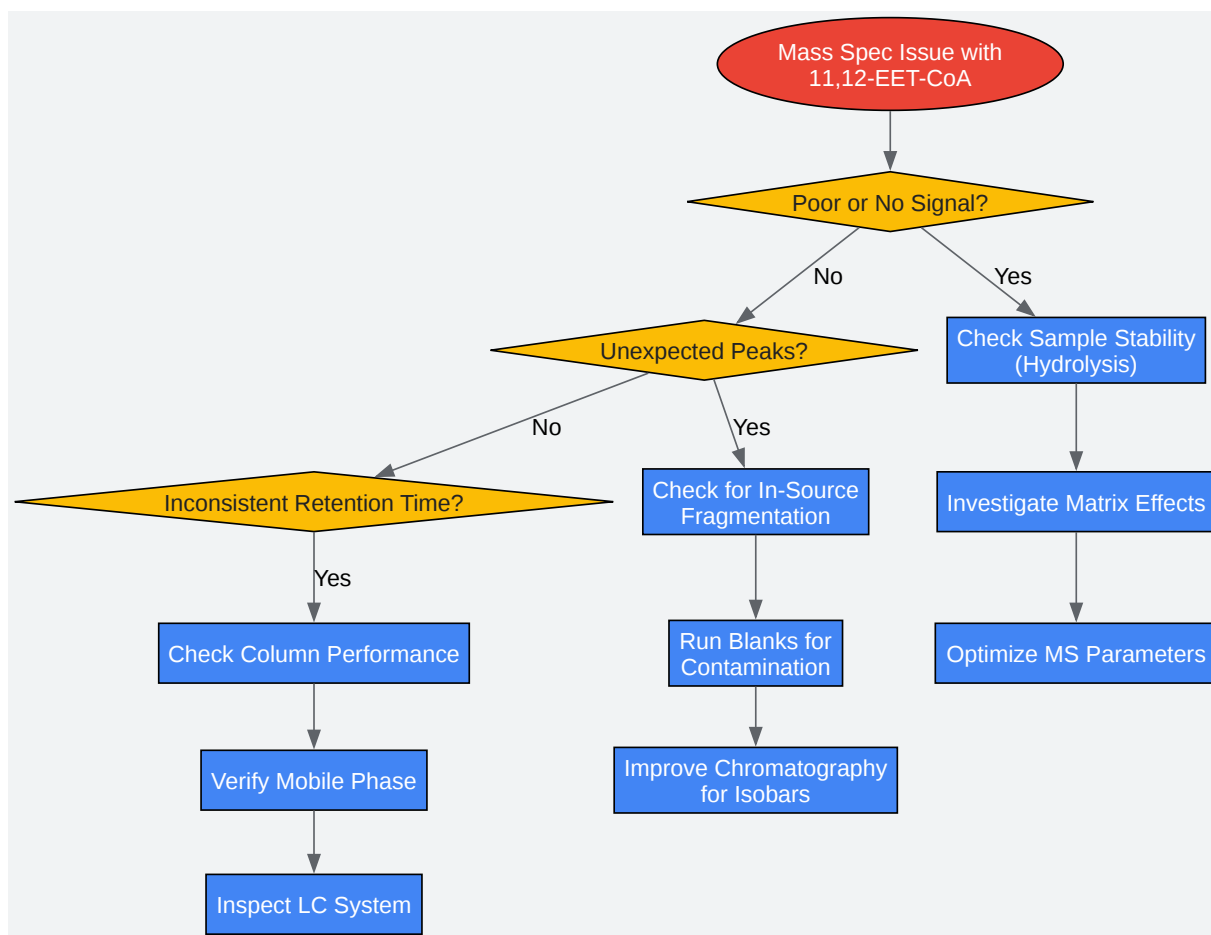 Mass Spec Issue with
11,12-EET-CoA
Poor or No Signal?
No
Yes
Unexpected Peaks?
Check Sample Stability
(Hydrolysis)
No
Yes
Inconsistent Retention Time?
Check for In-Source
Fragmentation
Investigate Matrix Effects
Yes
Check Column Performance
Run Blanks for
Contamination
Optimize MS Parameters
Verify Mobile Phase
Improve Chromatography
for Isobars
Inspect LC System